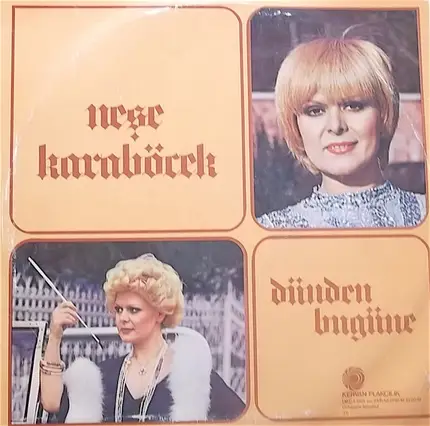 neşe
karaböcek
dünden
bugüne
KERVAN PLAKÇILIK